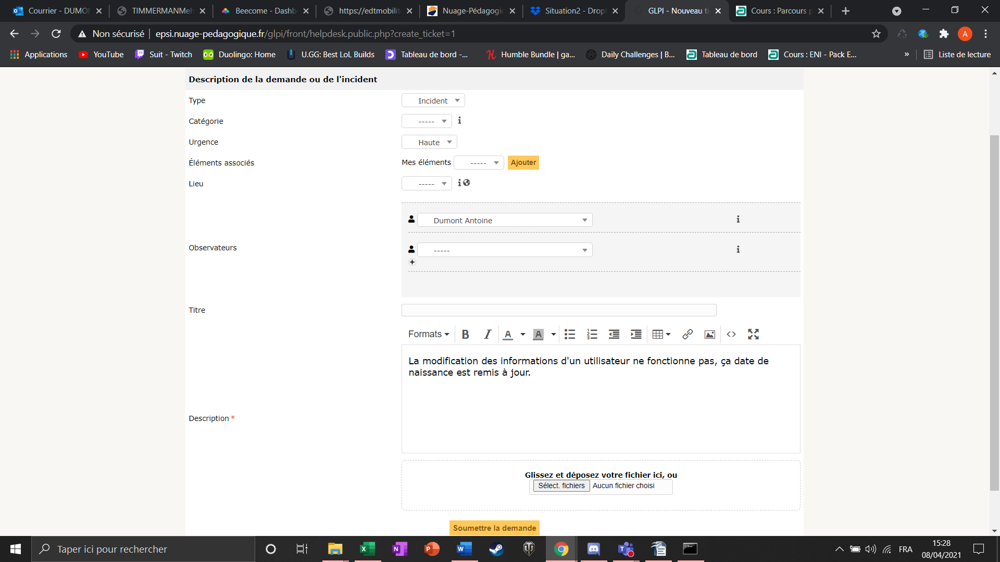 Courrier - DUMO
TIMMERMANMeh
Beecome - Dashb
https://edtmobilit
Nuage-Pédagogic
Situation2 - Drop
GLPI - Nouveau ti
Cours : Parcours p
Non sécurisé
epsi.nuage-pedagogique.fr/glpi/front/helpdesk.public.php?create_ticket=1
A
Applications
YouTube
Suit - Twitch
Duolingo: Home
U.GG: Best LoL Builds
Tableau de bord -...
Humble Bundle | ga...
Daily Challenges | B...
Tableau de bord
Cours : ENI - Pack E...
»
Liste de lecture
Description de la demande ou de l'incident
Type
Incident
Catégorie
-----
Urgence
Haute
Éléments associés
Mes éléments
-----
Ajouter
Lieu
-----
Dumont Antoine
Observateurs
-----
Titre
Formats
B I A A
La modification des informations d'un utilisateur ne fonctionne pas, ça date de
naissance est remis à jour.
Description *
Glissez et déposez votre fichier ici, ou
Sélect. fichiers
Aucun fichier choisi
Soumettre la demande
Taper ici pour rechercher
FRA
15:28
08/04/2021